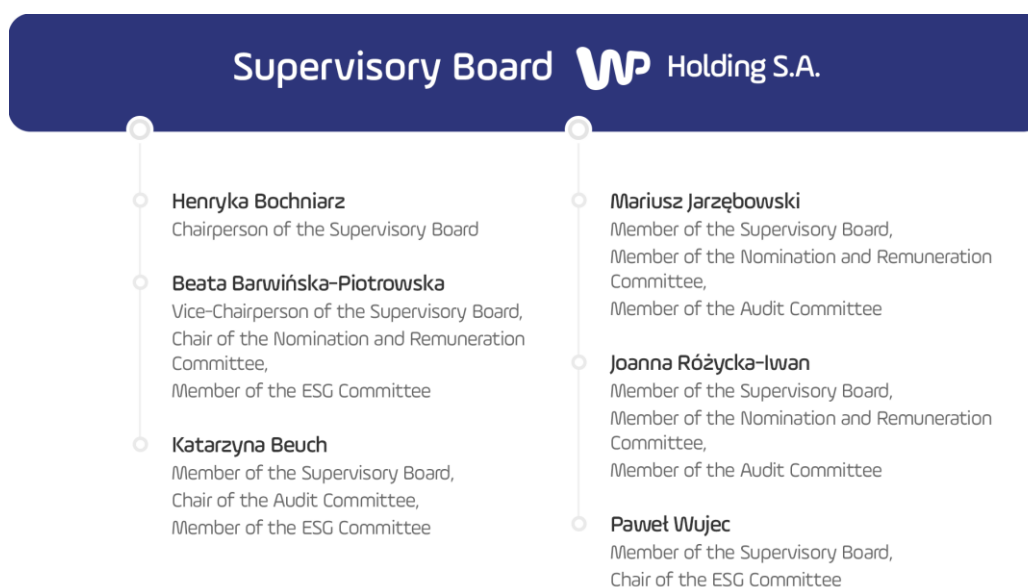 Supervisory Board WP Holding S.A.
Henryka Bochniarz
Chairperson of the Supervisory Board
Beata Barwińska-Piotrowska
Vice-Chairperson of the Supervisory Board,
Chair of the Nomination and Remuneration
Committee,
Member of the ESG Committee
Katarzyna Beuch
Member of the Supervisory Board,
Chair of the Audit Committee,
Member of the ESG Committee
Mariusz Jarzębowski
Member of the Supervisory Board,
Member of the Nomination and Remuneration
Committee,
Member of the Audit Committee
Joanna Różycka-Iwan
Member of the Supervisory Board,
Member of the Nomination and Remuneration
Committee,
Member of the Audit Committee
Paweł Wujec
Member of the Supervisory Board,
Chair of the ESG Committee